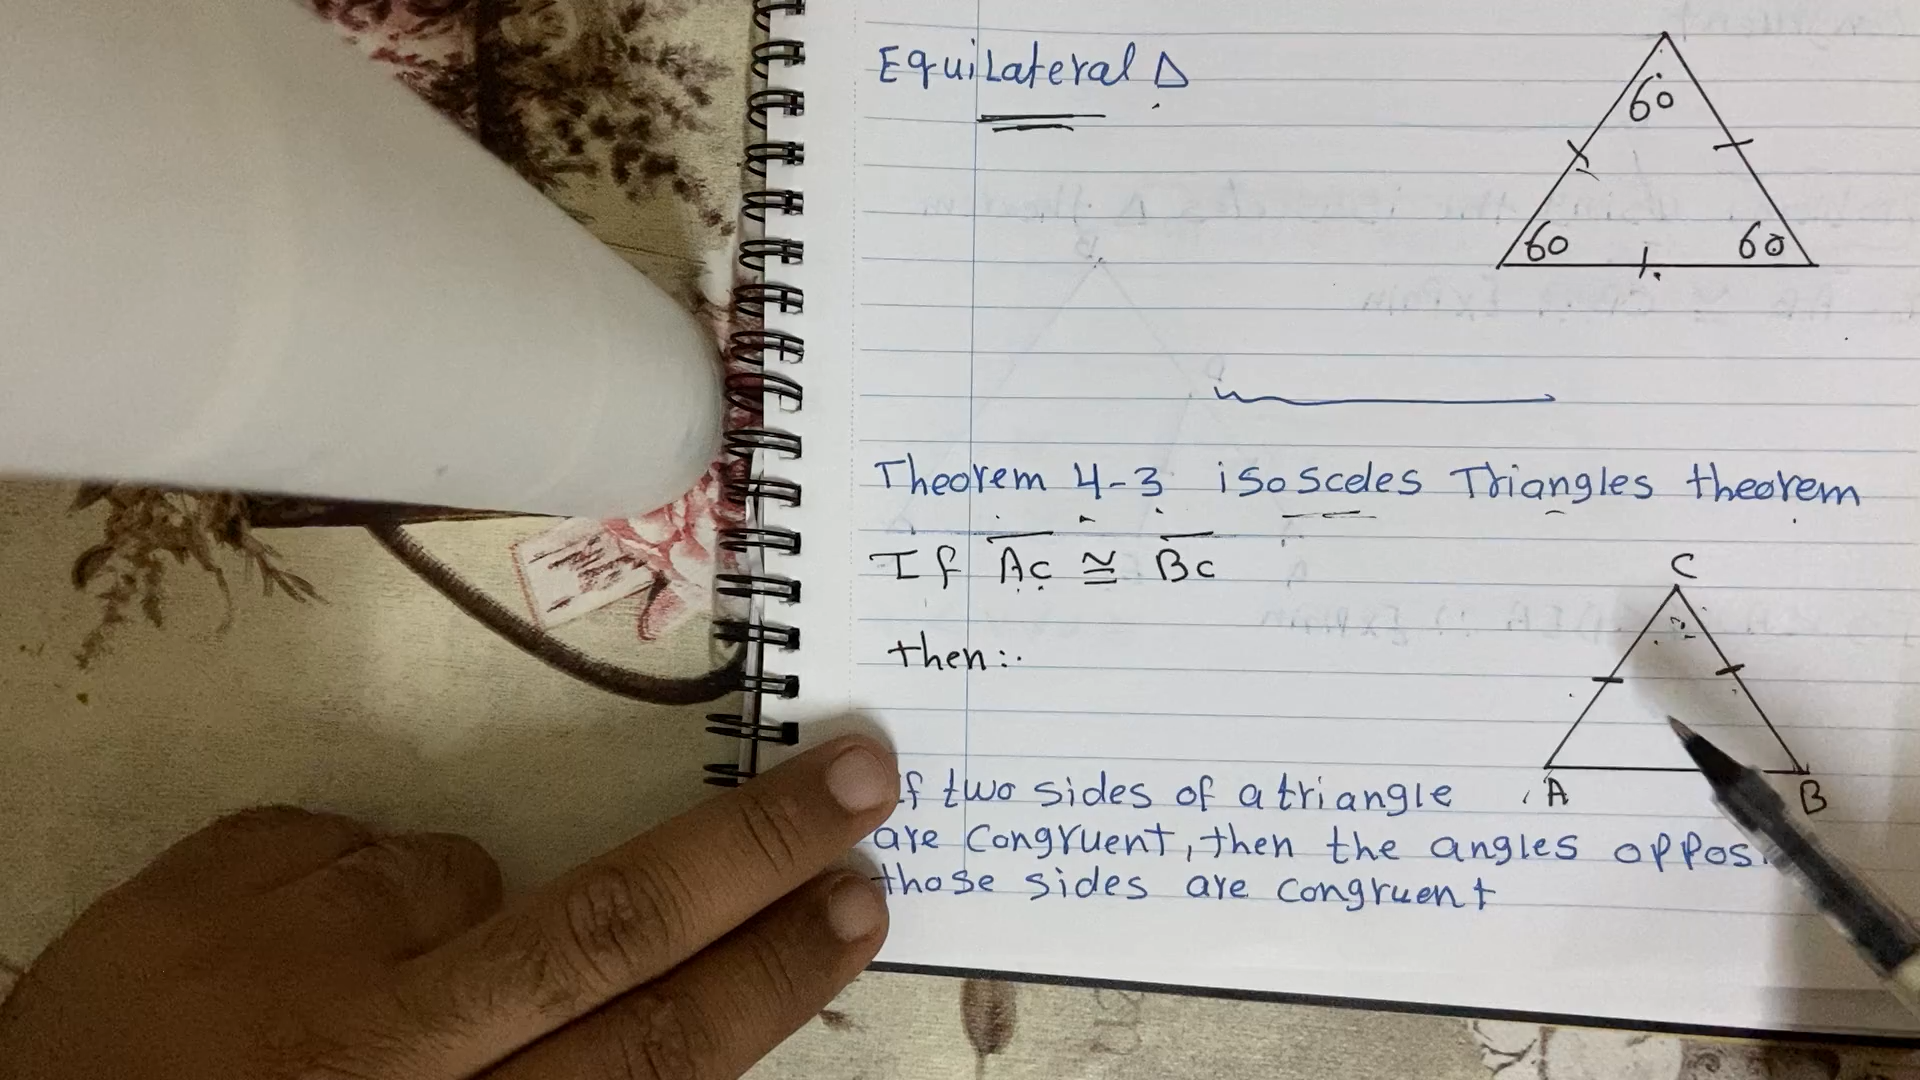 EquiLateral Δ
60
60 60
Theorem 4-3 isosceles Triangles theorem
If AC ≅ BC
C
then:.
A B
If two sides of a triangle
are congruent, then the angles
those sides are congruent